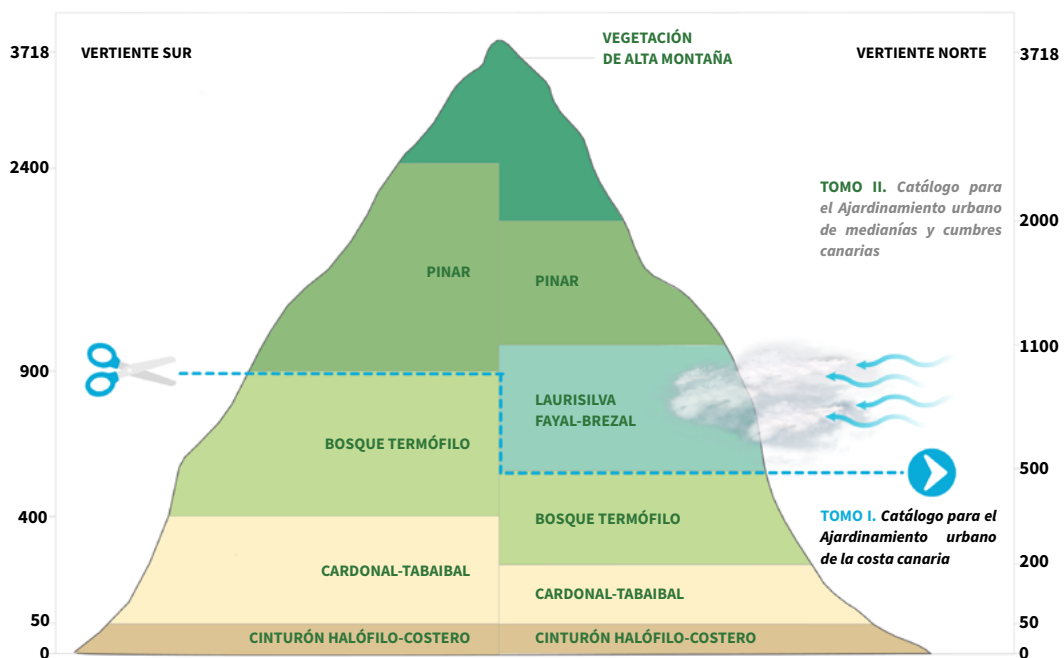 3718
VERTIENTE SUR
VEGETACIÓN
DE ALTA MONTAÑA
VERTIENTE NORTE
3718
2400
TOMO II. Catálogo para
el Ajardinamiento urbano
de medianías y cumbres
canarias
2000
PINAR
PINAR
1100
900
LAURISILVA
FAYAL-BREZAL
BOSQUE TERMÓFILO
500
400
BOSQUE TERMÓFILO
TOMO I. Catálogo para el
Ajardinamiento urbano
de la costa canaria
200
CARDONAL-TABAIBAL
CARDONAL-TABAIBAL
50
50
CINTURÓN HALÓFILO-COSTERO
CINTURÓN HALÓFILO-COSTERO
0
0